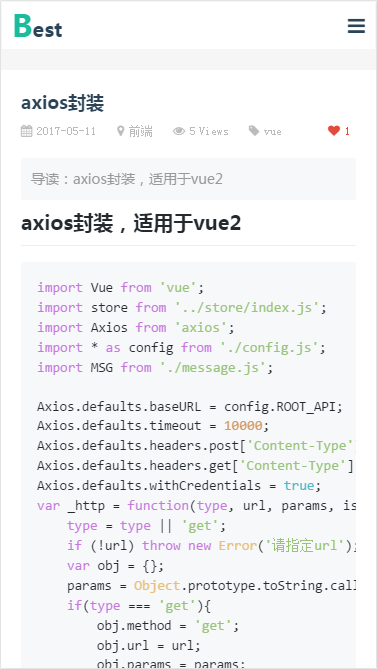 Best
axios封装
2017-05-11 前端 5 Views vue 1
导读：axios封装，适用于vue2
axios封装，适用于vue2
import Vue from 'vue';
import store from '../store/index.js';
import Axios from 'axios';
import * as config from './config.js';
import MSG from './message.js';
Axios.defaults.baseURL = config.ROOT_API;
Axios.defaults.timeout = 10000;
Axios.defaults.headers.post['Content-Type'
Axios.defaults.headers.get['Content-Type']
Axios.defaults.withCredentials = true;
var _http = function(type, url, params, is
type = type || 'get';
if (!url) throw new Error('请指定url');
var obj = {};
params = Object.prototype.toString.call
if(type === 'get'){
obj.method = 'get';
obj.url = url;
obj.params = params;